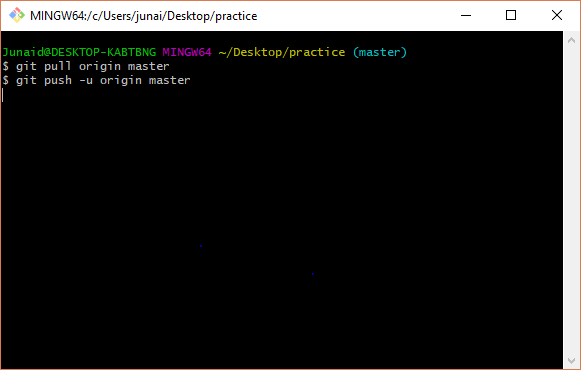 MINGW64:/c/Users/junai/Desktop/practice
Junaid@DESKTOP-KABTBNG MINGW64 ~/Desktop/practice (master)
$ git pull origin master
$ git push -u origin master